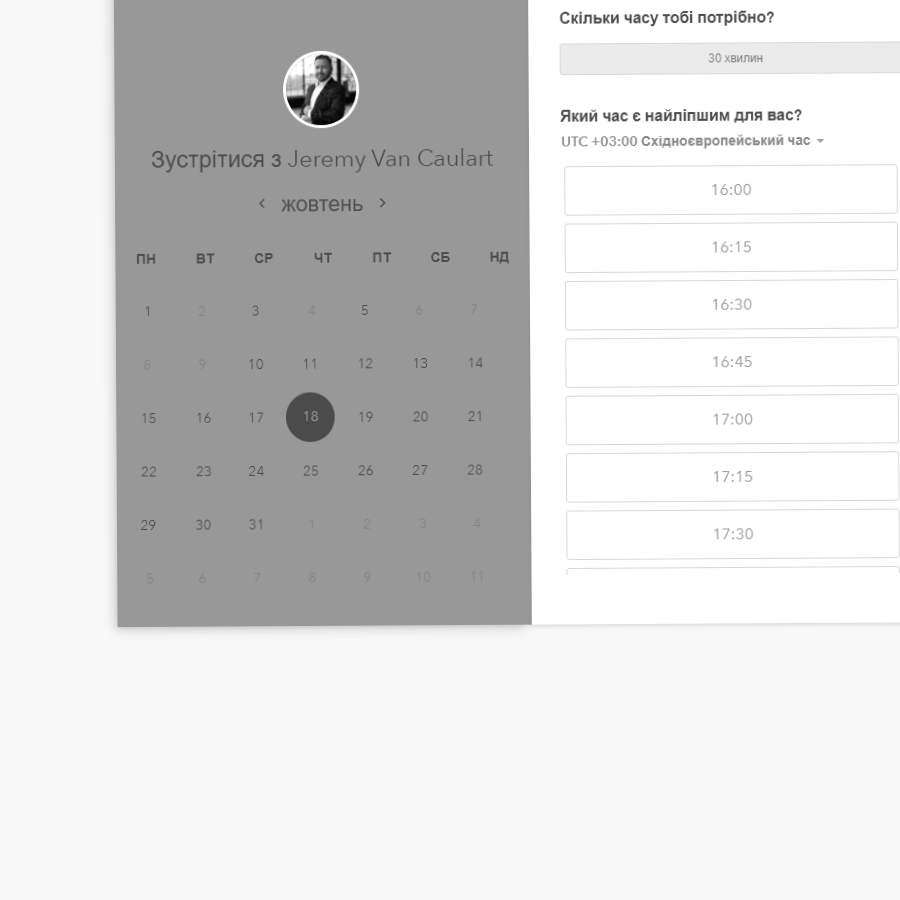 Зустрітися з Jeremy Van Caulart
жовтень
ПН ВТ СР ЧТ ПТ СБ НД
1 2 3 4 5 6 7
8 9 10 11 12 13 14
15 16 17 18 19 20 21
22 23 24 25 26 27 28
29 30 31 1 2 3 4
5 6 7 8 9 10 11
Скільки часу тобі потрібно?
30 хвилин
Який час є найліпшим для вас?
UTC +03:00 Східноєвропейський час
16:00
16:15
16:30
16:45
17:00
17:15
17:30